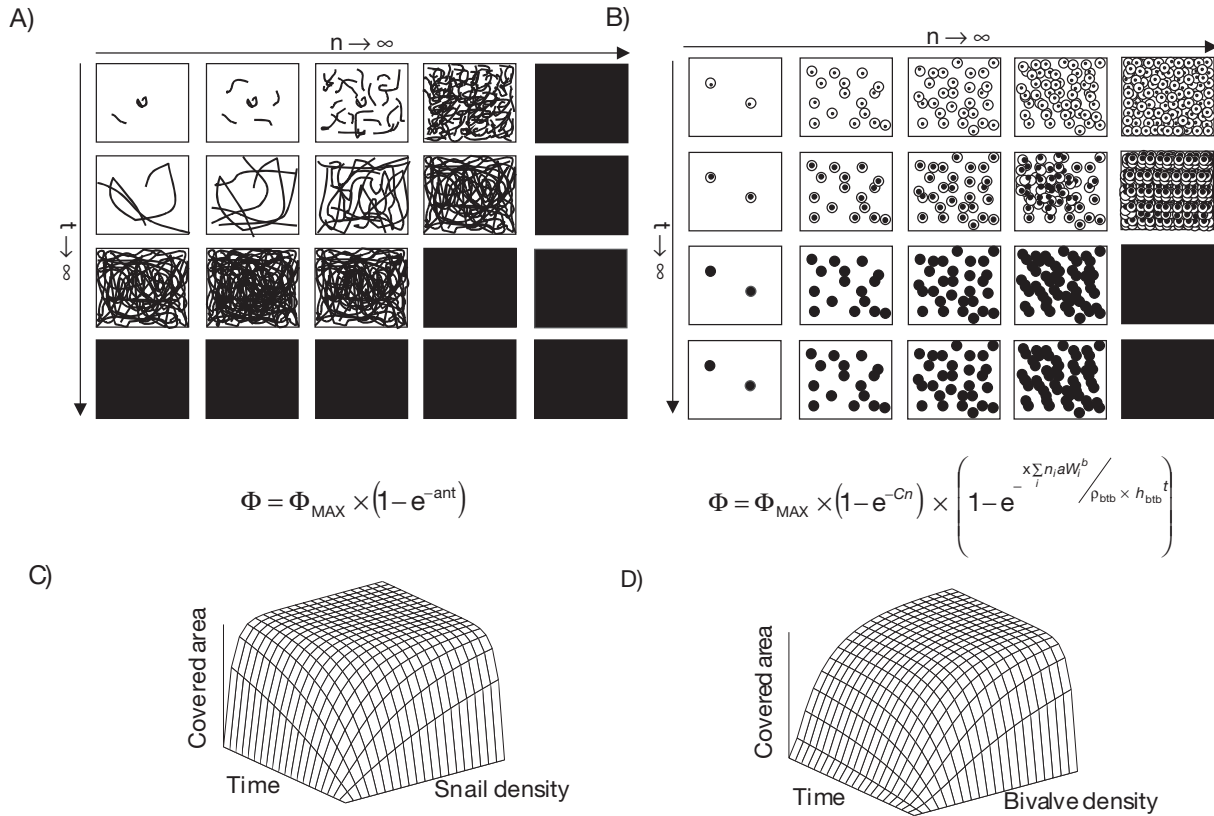 A)
n → ∞
t → ∞
B)
n → ∞
t → ∞
Φ = Φ_MAX × (1 − e^{−ant})
Φ = Φ_MAX × (1 − e^{−Cn}) × (1 − e^{−x∑_i n_i aW_i^b / ρ_btb × h_btb t})
C)
Covered area
Time
Snail density
D)
Covered area
Time
Bivalve density